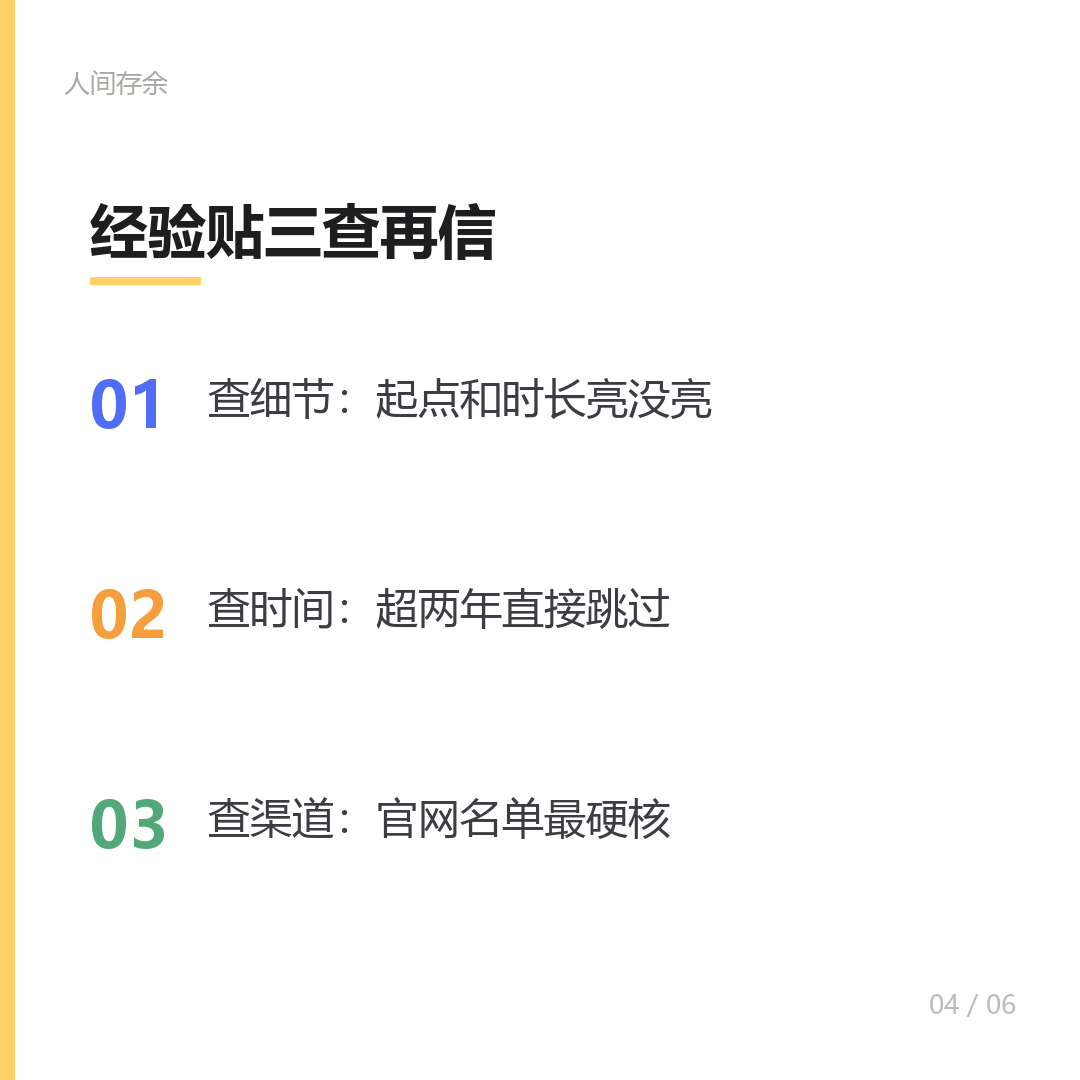 人间存余
经验贴三查再信
01 查细节：起点和时长亮没亮
02 查时间：超两年直接跳过
03 查渠道：官网名单最硬核
04 / 06